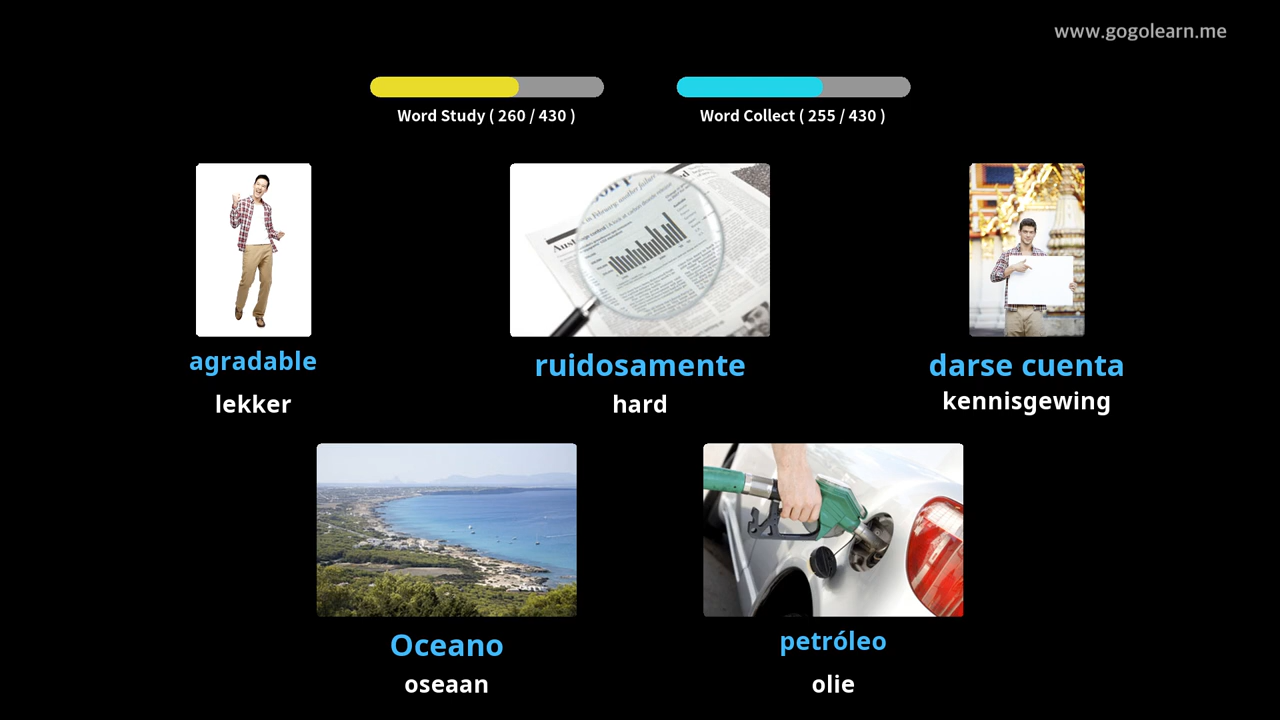 www.gogolearn.me
Word Study ( 260 / 430 )
Word Collect ( 255 / 430 )
agradable
lekker
ruidosamente
hard
darse cuenta
kennisgewing
Oceano
oseaan
petróleo
olie